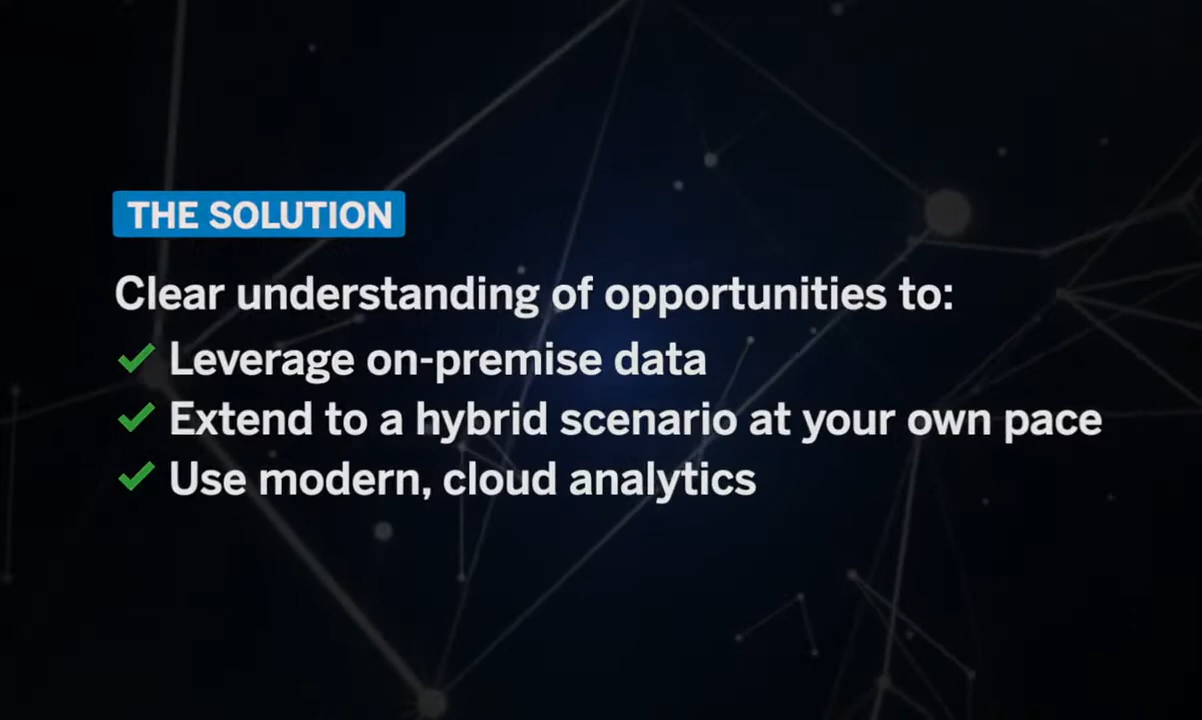 THE SOLUTION
Clear understanding of opportunities to:
Leverage on-premise data
Extend to a hybrid scenario at your own pace
Use modern, cloud analytics